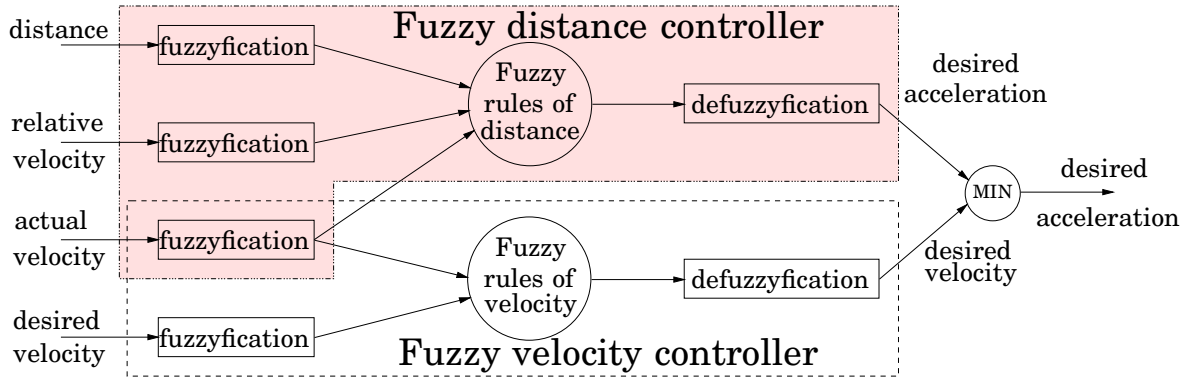 Fuzzy distance controller
distance
fuzzyfication
relative
velocity
fuzzyfication
actual
velocity
fuzzyfication
desired
velocity
fuzzyfication
Fuzzy
rules of
distance
defuzzyfication
desired
acceleration
Fuzzy
rules of
velocity
defuzzyfication
desired
velocity
MIN
desired
acceleration
Fuzzy velocity controller